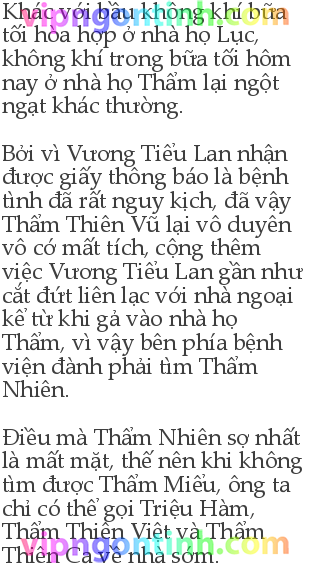 Khác với bầu không khí bữa
tối hòa hợp ở nhà họ Lục,
không khí trong bữa tối hôm
nay ở nhà họ Thẩm lại ngột
ngạt khác thường.
Bởi vì Vương Tiểu Lan nhận
được giấy thông báo là bệnh
tình đã rất nguy kịch, đã vậy
Thẩm Thiên Vũ lại vô duyên
vô cớ mất tích, cộng thêm
việc Vương Tiểu Lan gần như
cắt đứt liên lạc với nhà ngoại
kể từ khi gả vào nhà họ
Thẩm, vì vậy bên phía bệnh
viện đành phải tìm Thẩm
Nhiên.
Điều mà Thẩm Nhiên sợ nhất
là mất mặt, thế nên khi không
tìm được Thẩm Miểu, ông ta
chỉ có thể gọi Triệu Hàm,
Thẩm Thiên Việt và Thẩm
Thiên Ca về nhà sớm.
vipngontinh.com
vipngontinh.com